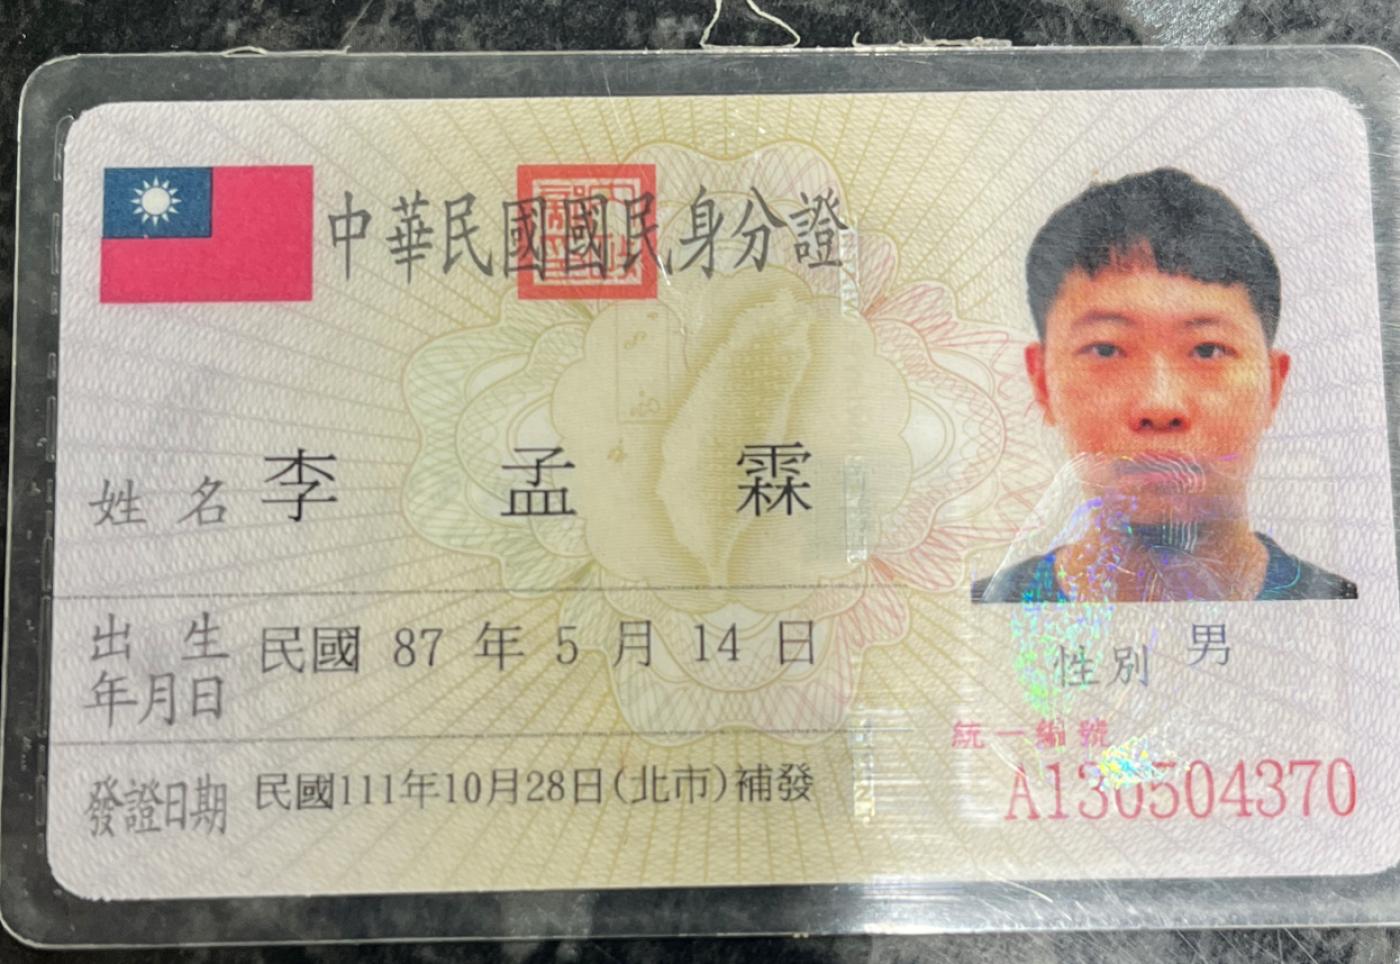 中華民國國民身分證
姓名 李孟霖
出生年月日 民國 87 年 5 月 14 日
性別 男
發證日期 民國111年10月28日(北市)補發
統一編號
A130504370